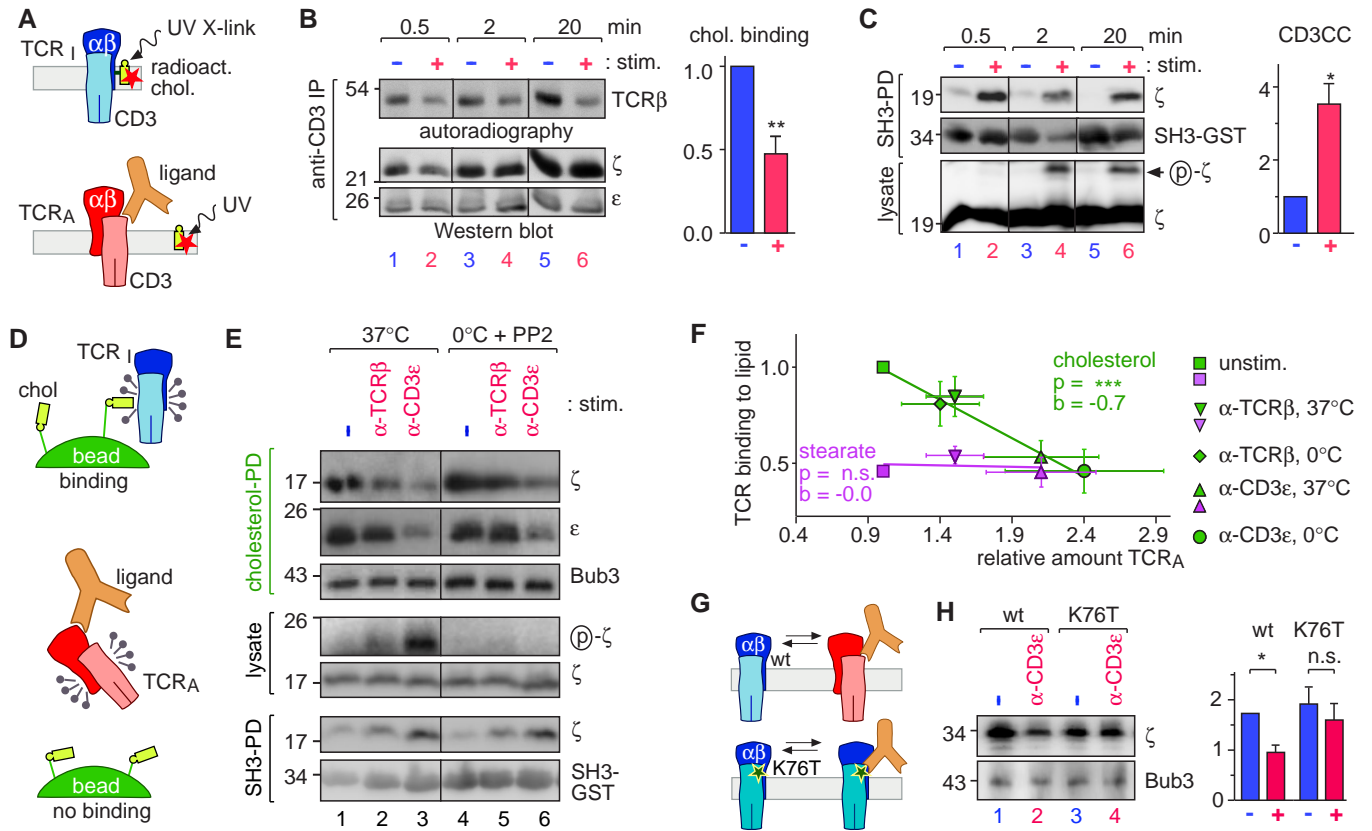 A
TCR I
αβ
UV X-link
radioact.
chol.
CD3
ligand
αβ
TCRA
UV
CD3
B
0.5 2 20 min
- + - + - + : stim.
anti-CD3 IP
54
TCRβ
autoradiography
21
ζ
26
ε
Western blot
1 2 3 4 5 6
chol. binding
1.0
0.5
0.0
**
- +
C
0.5 2 20 min
- + - + - + : stim.
SH3-PD
19
ζ
34
SH3-GST
lysate
p-ζ
19
ζ
1 2 3 4 5 6
CD3CC
4
2
0
*
- +
D
TCR I
chol
bead
binding
ligand
TCRA
bead
no binding
E
37°C 0°C + PP2
- α-TCRβ α-CD3ε - α-TCRβ α-CD3ε : stim.
cholesterol-PD
17
ζ
26
ε
43
Bub3
lysate
26
p-ζ
17
ζ
SH3-PD
17
ζ
34
SH3-
GST
1 2 3 4 5 6
F
TCR binding to lipid
1.0
0.5
cholesterol
p = ***
b = -0.7
stearate
p = n.s.
b = -0.0
0.4 0.9 1.4 1.9 2.4 2.9
relative amount TCRA
unstim.
α-TCRβ, 37°C
α-TCRβ, 0°C
α-CD3ε, 37°C
α-CD3ε, 0°C
G
αβ
wt
αβ
αβ
K76T
αβ
H
wt K76T
- α-CD3ε - α-CD3ε
34
ζ
43
Bub3
1 2 3 4
wt K76T
* n.s.
2
1
0
- + - +